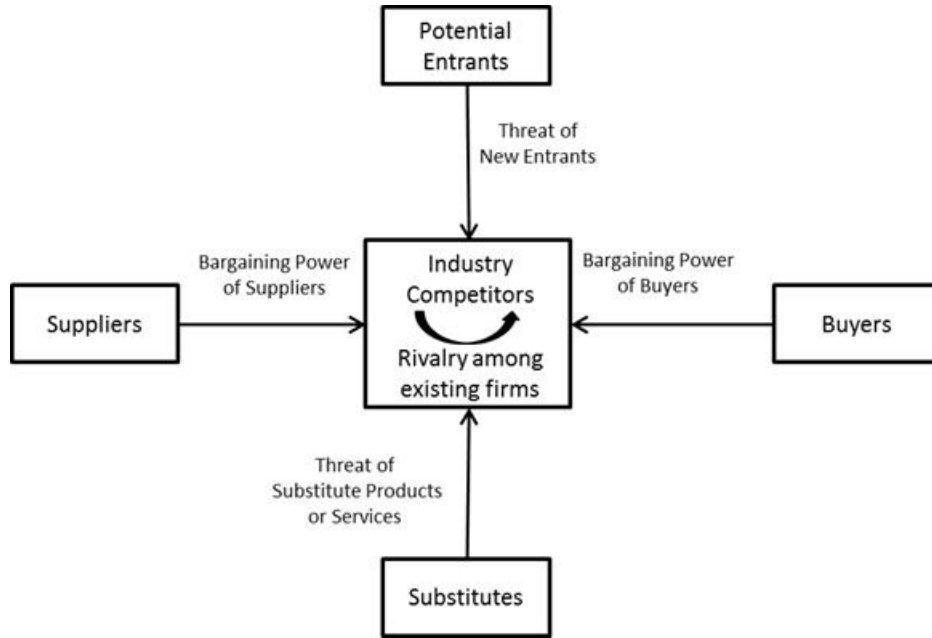 Potential
Entrants
Threat of
New Entrants
Bargaining Power
of Suppliers
Industry
Competitors
Bargaining Power
of Buyers
Suppliers
Buyers
Rivalry among
existing firms
Threat of
Substitute Products
or Services
Substitutes